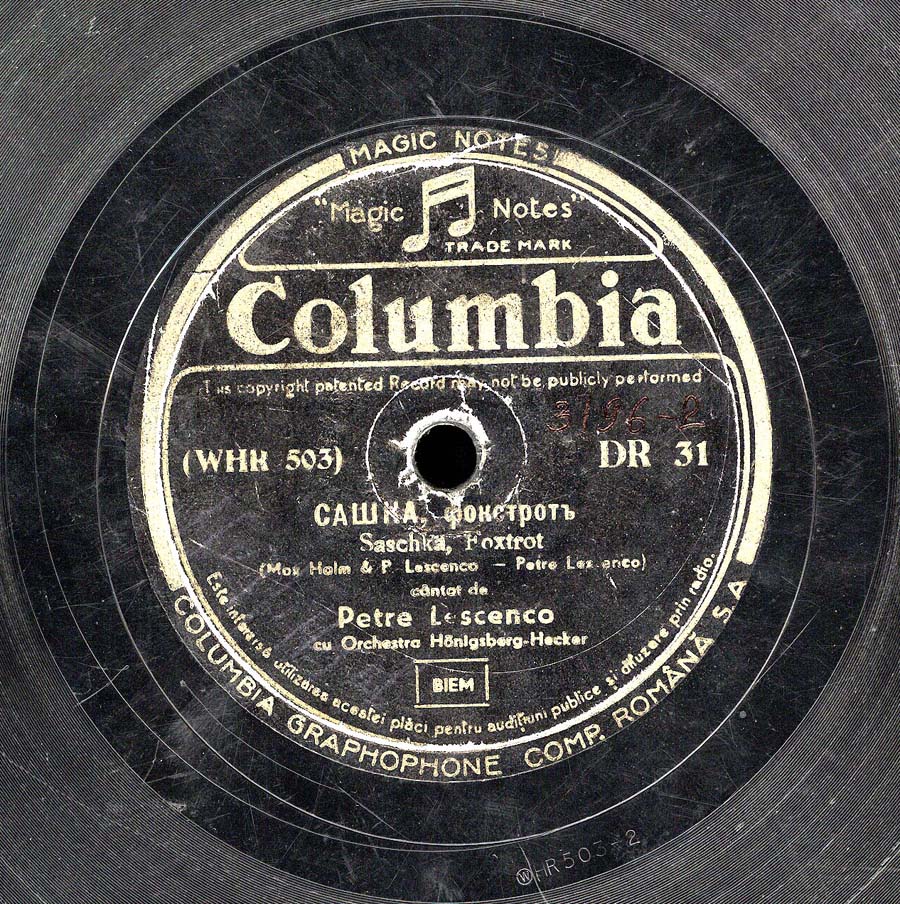 MAGIC NOTES
"Magic Notes"
TRADE MARK
Columbia
This copyright patented Record may not be publicly performed
3196-2
(WHR 503)
DR 31
САШКА, фокстротъ
Saschka, Foxtrot
(Max Holm & P. Lescenco — Petre Lescenco)
cântat de
Petre Lescenco
cu Orchestra Hönigsberg-Hecker
BIEM
Este interzisă utilizarea acestei plăci pentru audițiuni publice și difuzare prin radio.
COLUMBIA GRAPHOPHONE COMP. ROMÂNĂ S.A
WHR503-2